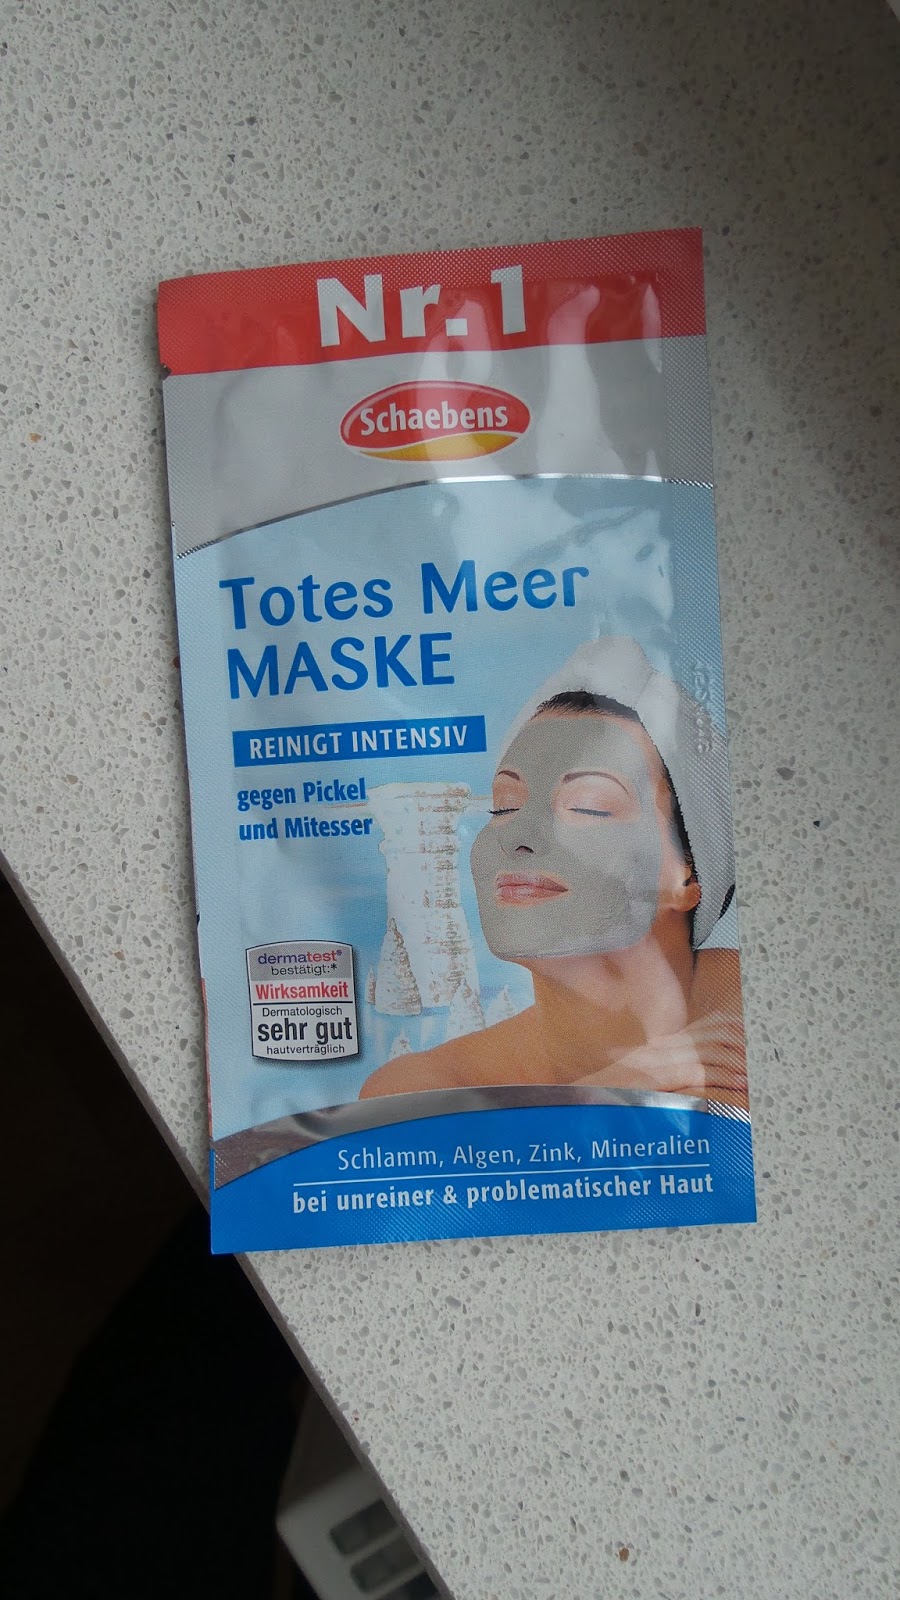 Nr. 1
Schaebens
Totes Meer
MASKE
REINIGT INTENSIV
gegen Pickel
und Mitesser
dermatest®
bestätigt:*
Wirksamkeit
Dermatologisch
sehr gut
hautverträglich
Schlamm, Algen, Zink, Mineralien
bei unreiner & problematischer Haut